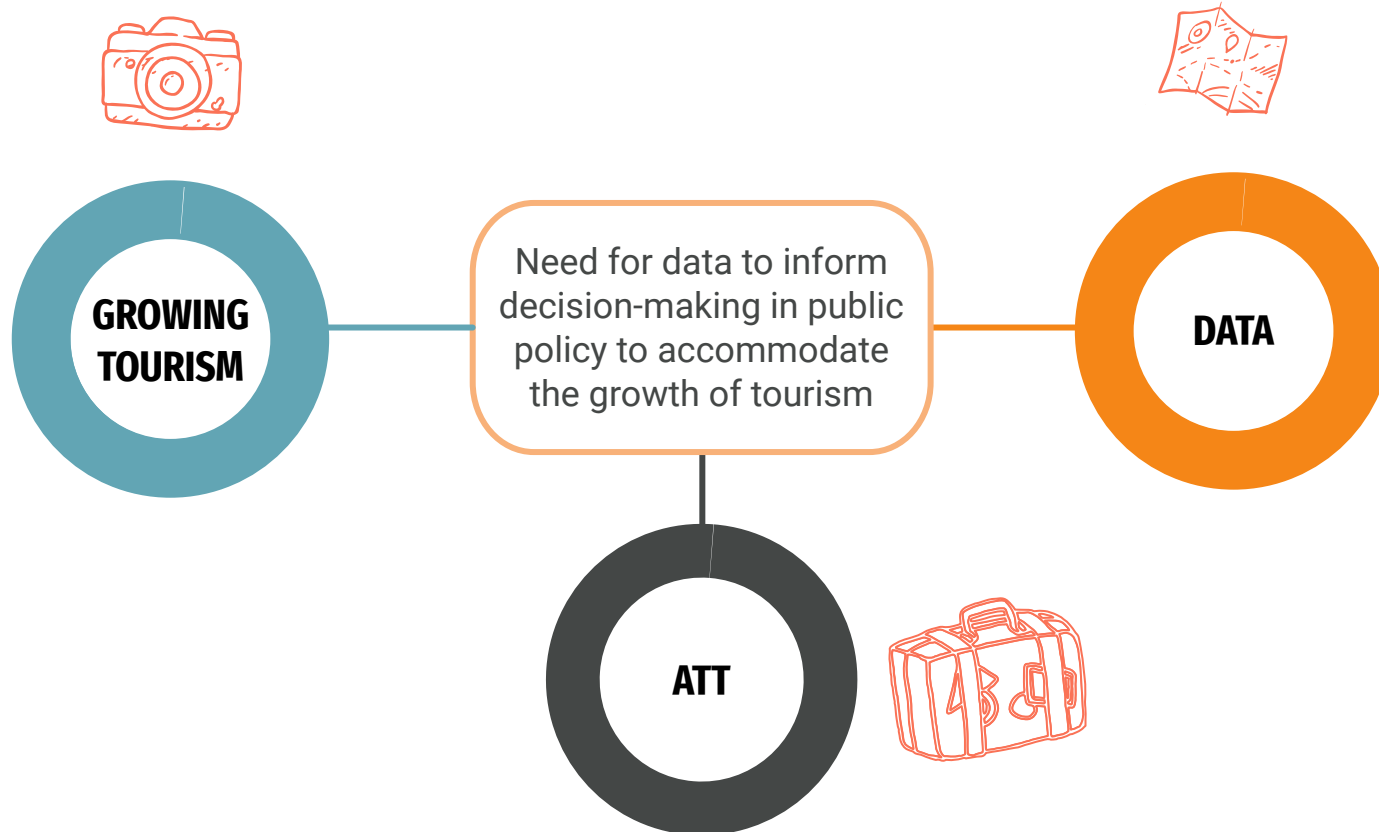 GROWING
TOURISM
Need for data to inform
decision-making in public
policy to accommodate
the growth of tourism
DATA
ATT